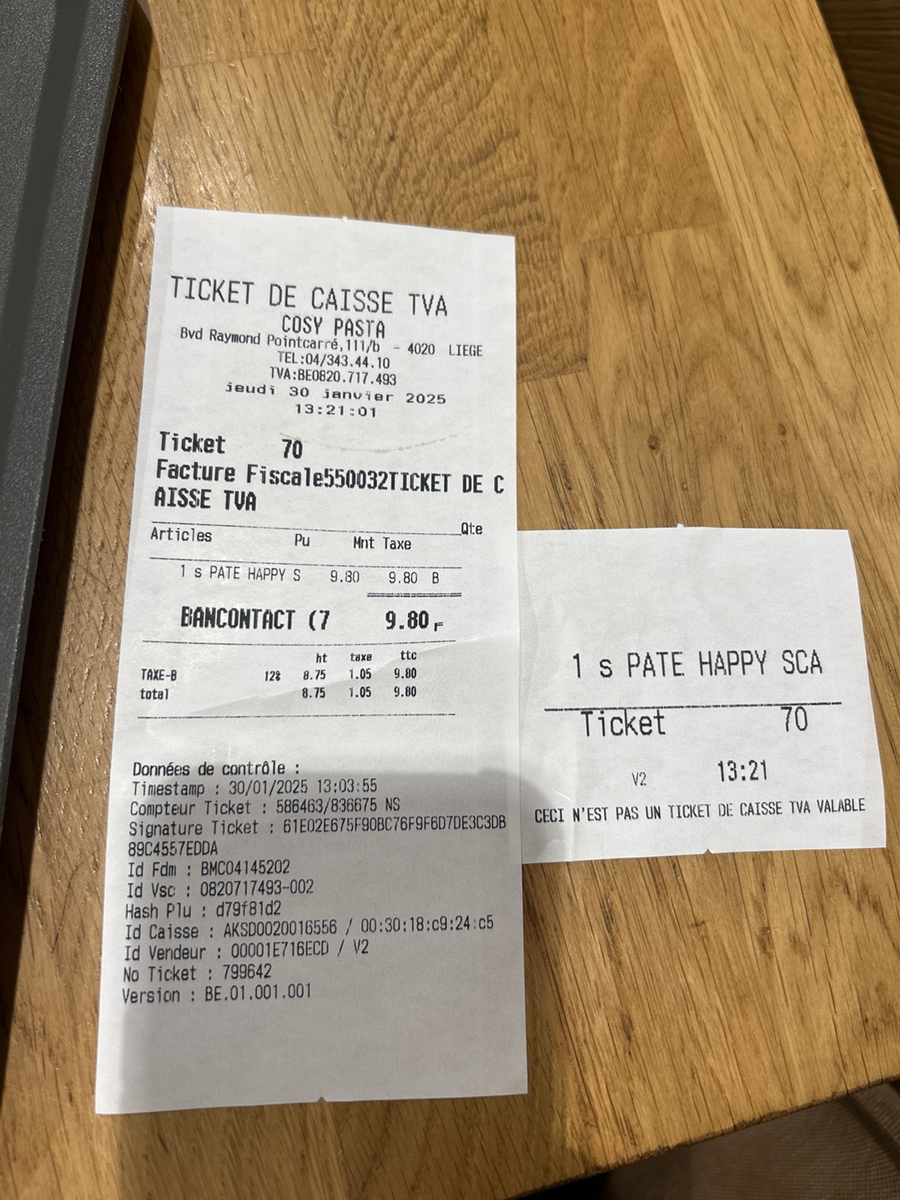 TICKET DE CAISSE TVA
COSY PASTA
Bvd Raymond Pointcarré,111/b - 4020 LIEGE
TEL:04/343.44.10
TVA:BE0820.717.493
jeudi 30 janvier 2025
13:21:01
Ticket 70
Facture Fiscale550032TICKET DE C
AISSE TVA
Qte
Articles Pu Mnt Taxe
1 s PATE HAPPY S 9.80 9.80 B
BANCONTACT (7 9.80
ht taxe ttc
TAXE-B 12% 8.75 1.05 9.80
total 8.75 1.05 9.80
Données de contrôle :
Timestamp : 30/01/2025 13:03:55
Compteur Ticket : 586463/836675 NS
Signature Ticket : 61E02E675F90BC76F9F6D7DE3C3DB
89C4557EDDA
Id Fdm : BMC04145202
Id Vsc : 0820717493-002
Hash Plu : d79f81d2
Id Caisse : AKSD0020016556 / 00:30:18:c9:24:c5
Id Vendeur : 00001E716ECD / V2
No Ticket : 799642
Version : BE.01.001.001
1 s PATE HAPPY SCA
Ticket 70
V2 13:21
CECI N'EST PAS UN TICKET DE CAISSE TVA VALABLE